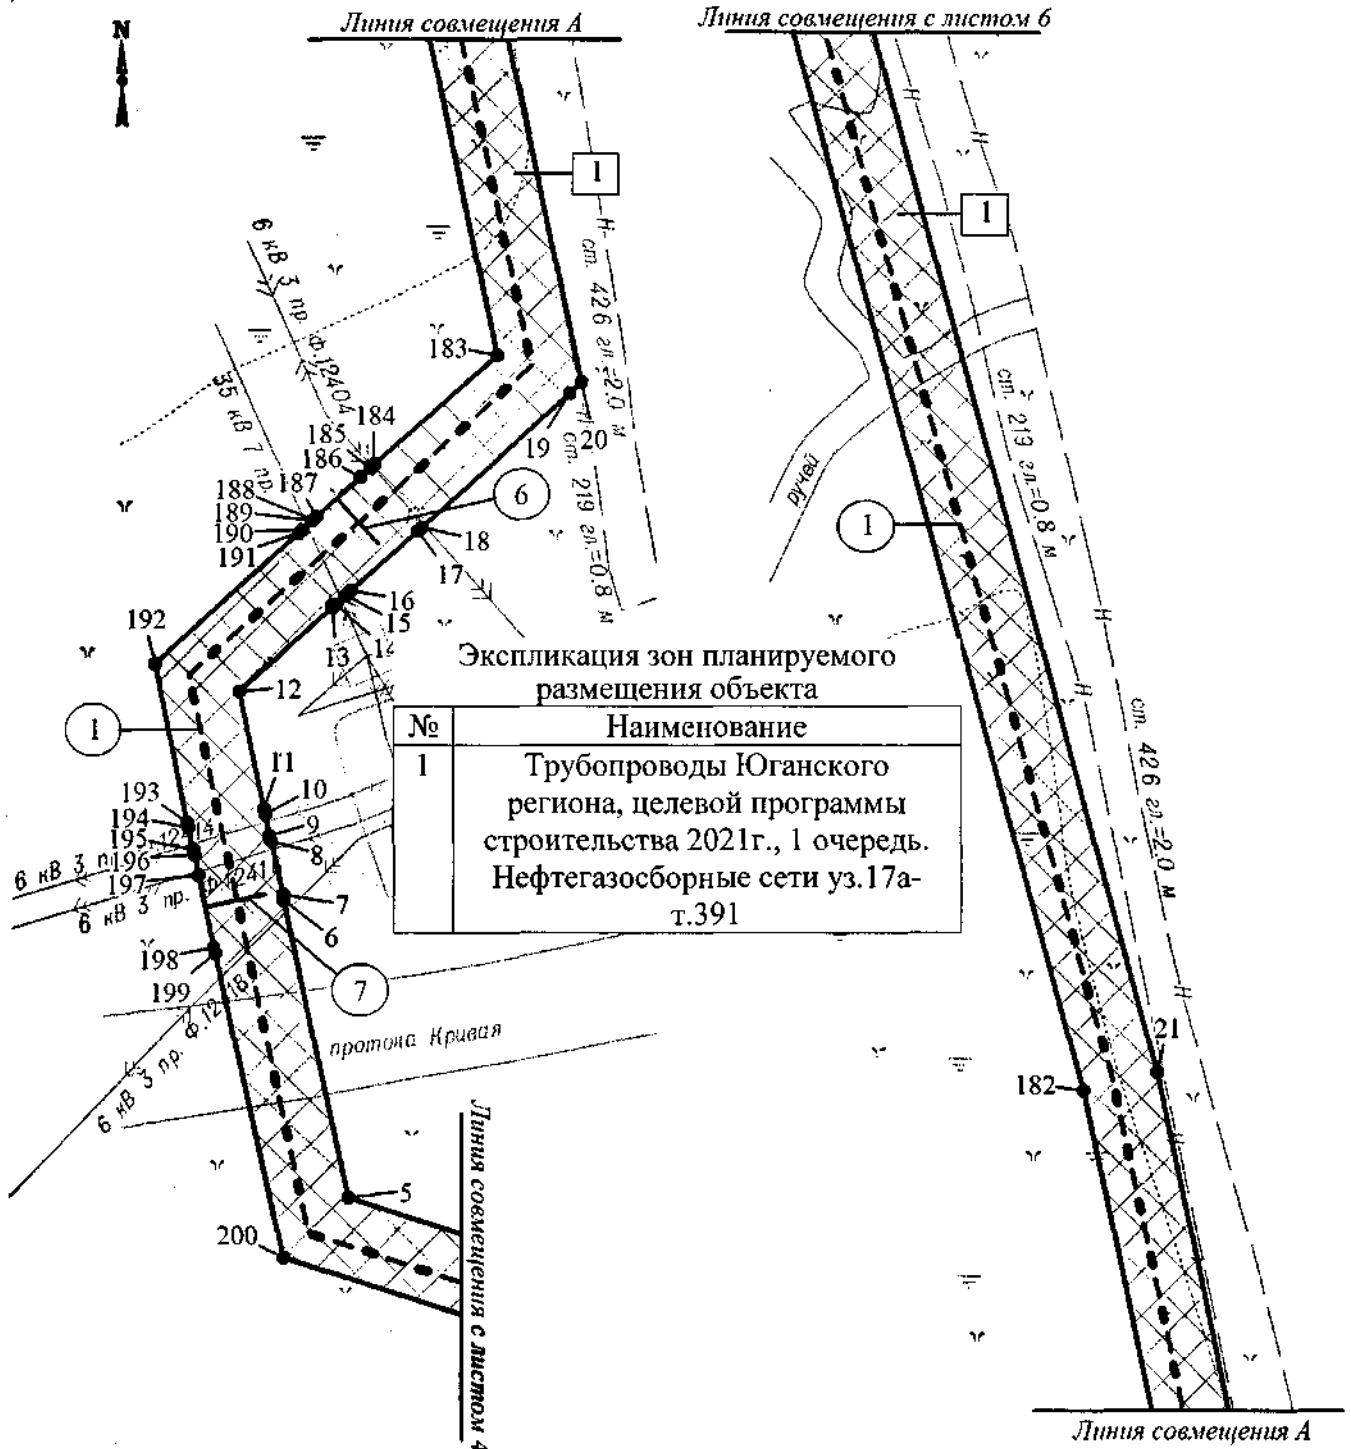 Линия совмещения А
Линия совмещения с листом 6
N
1
1
6 кВ 3 пр. Ф.12404
35 кВ 7 пр.
Н
ст. 426 гл.=2.0 м
ст. 219 гл.=0.8 м
183
184
185
186
187
188
189
190
191
192
19
20
6
18
17
16
15
14
13
12
1
11
10
9
8
7
6
193
194
195
196
197
198
199
6 кВ 3 пр.
6 кВ 3 пр.
6 кВ 3 пр.
7
протока Кривая
5
200
Линия совмещения с листом 4
Экспликация зон планируемого
размещения объекта
№ Наименование
1 Трубопроводы Юганского
региона, целевой программы
строительства 2021г., 1 очередь.
Нефтегазосборные сети уз.17а-
т.391
Н
Н
ручей
1
ст. 219 гл.=0.8 м
Н
Н
Н
ст. 426 гл.=2.0 м
Н
21
182
Линия совмещения А